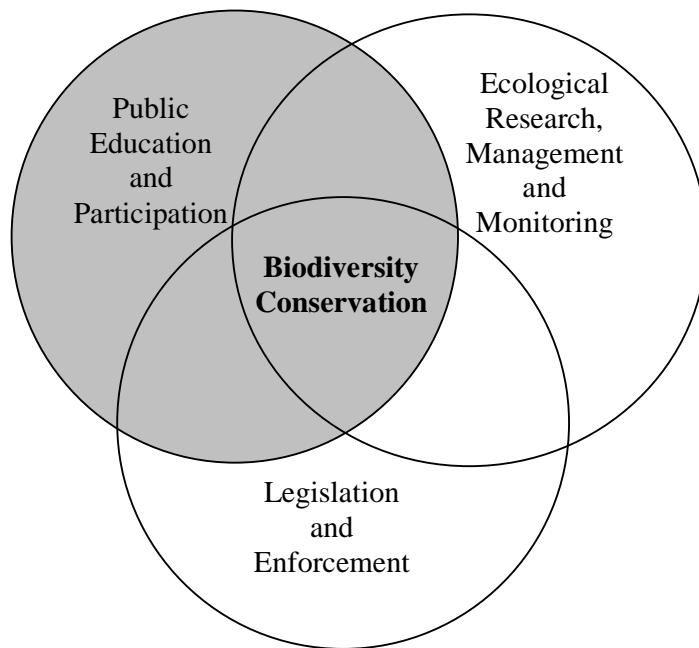 Public
Education
and
Participation
Ecological
Research,
Management
and
Monitoring
Biodiversity
Conservation
Legislation
and
Enforcement